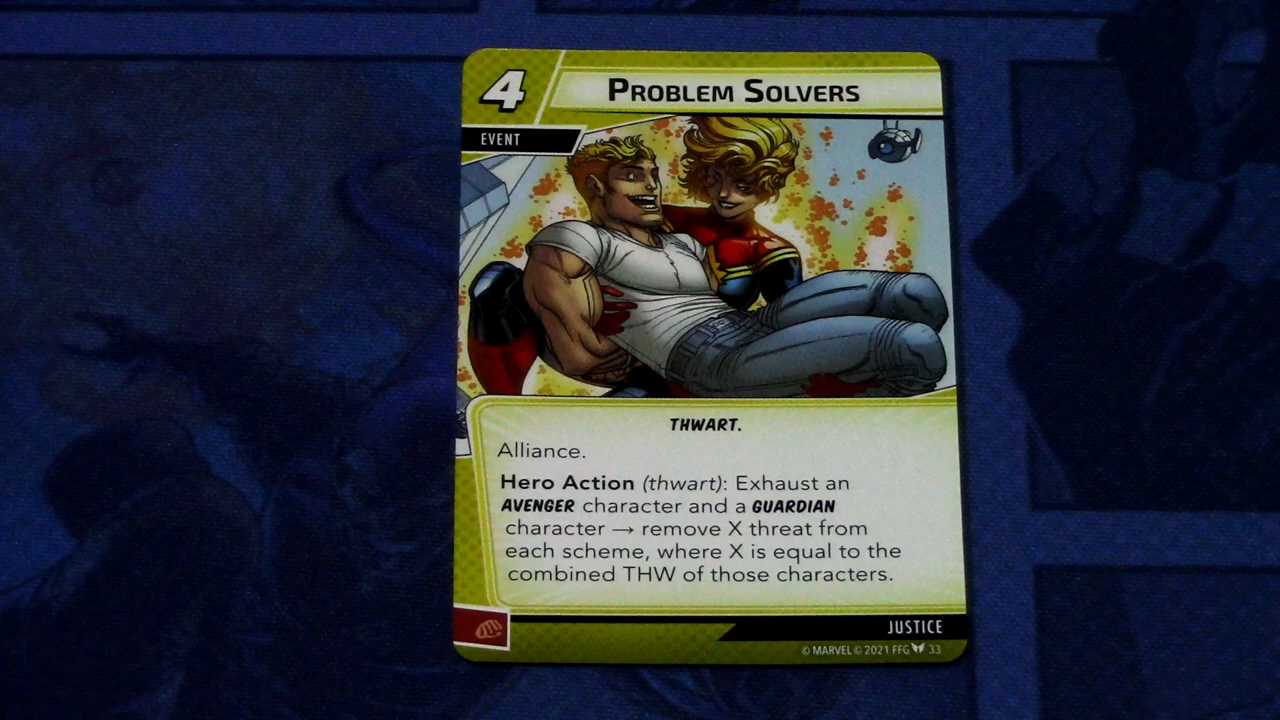 4
PROBLEM SOLVERS
EVENT
THWART.
Alliance.
Hero Action (thwart): Exhaust an
AVENGER character and a GUARDIAN
character → remove X threat from
each scheme, where X is equal to the
combined THW of those characters.
JUSTICE
© MARVEL © 2021 FFG 33